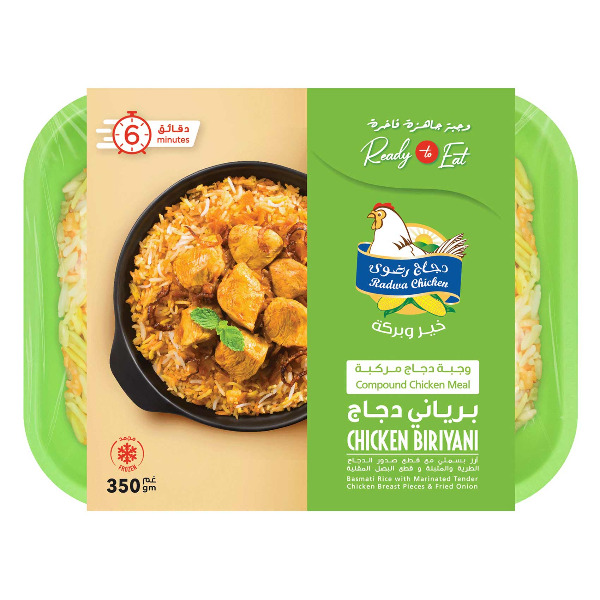 6
دقائق
minutes
وجبة جاهزة فاخرة
Ready to Eat
دجاج رضوى
Radwa Chicken
خير وبركة
وجبة دجاج مركبة
Compound Chicken Meal
برياني دجاج
CHICKEN BIRIYANI
أرز بسمتي مع قطع صدور الدجاج
الطرية والمتبلة و قطع البصل المقلية
Basmati Rice with Marinated Tender
Chicken Breast Pieces & Fried Onion
مجمد
FROZEN
350 غم
gm